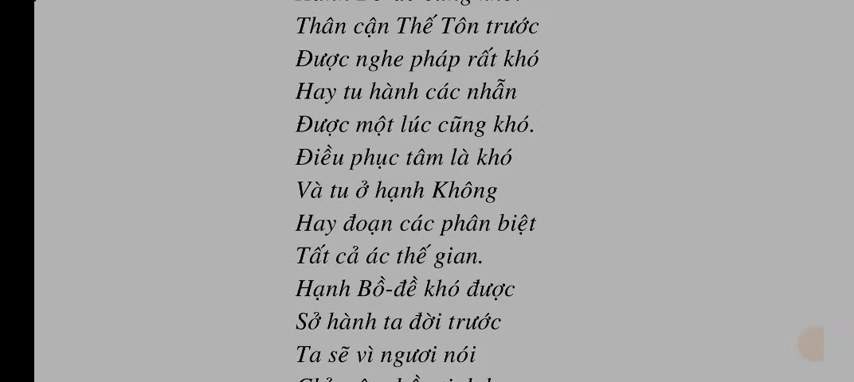 Thân cận Thế Tôn trước
Được nghe pháp rất khó
Hay tu hành các nhẫn
Được một lúc cũng khó.
Điều phục tâm là khó
Và tu ở hạnh Không
Hay đoạn các phân biệt
Tất cả ác thế gian.
Hạnh Bồ-đề khó được
Sở hành ta đời trước
Ta sẽ vì ngươi nói